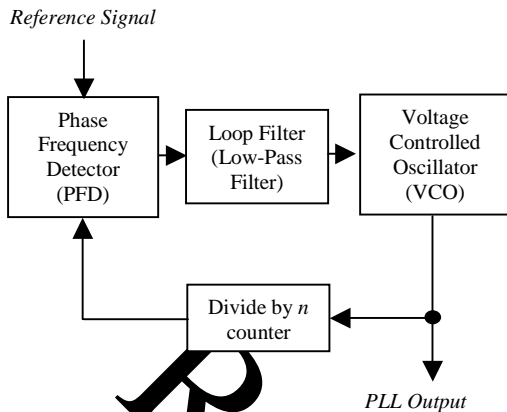 Reference Signal
Phase
Frequency
Detector
(PFD)
Loop Filter
(Low-Pass
Filter)
Voltage
Controlled
Oscillator
(VCO)
Divide by n
counter
R
PLL Output